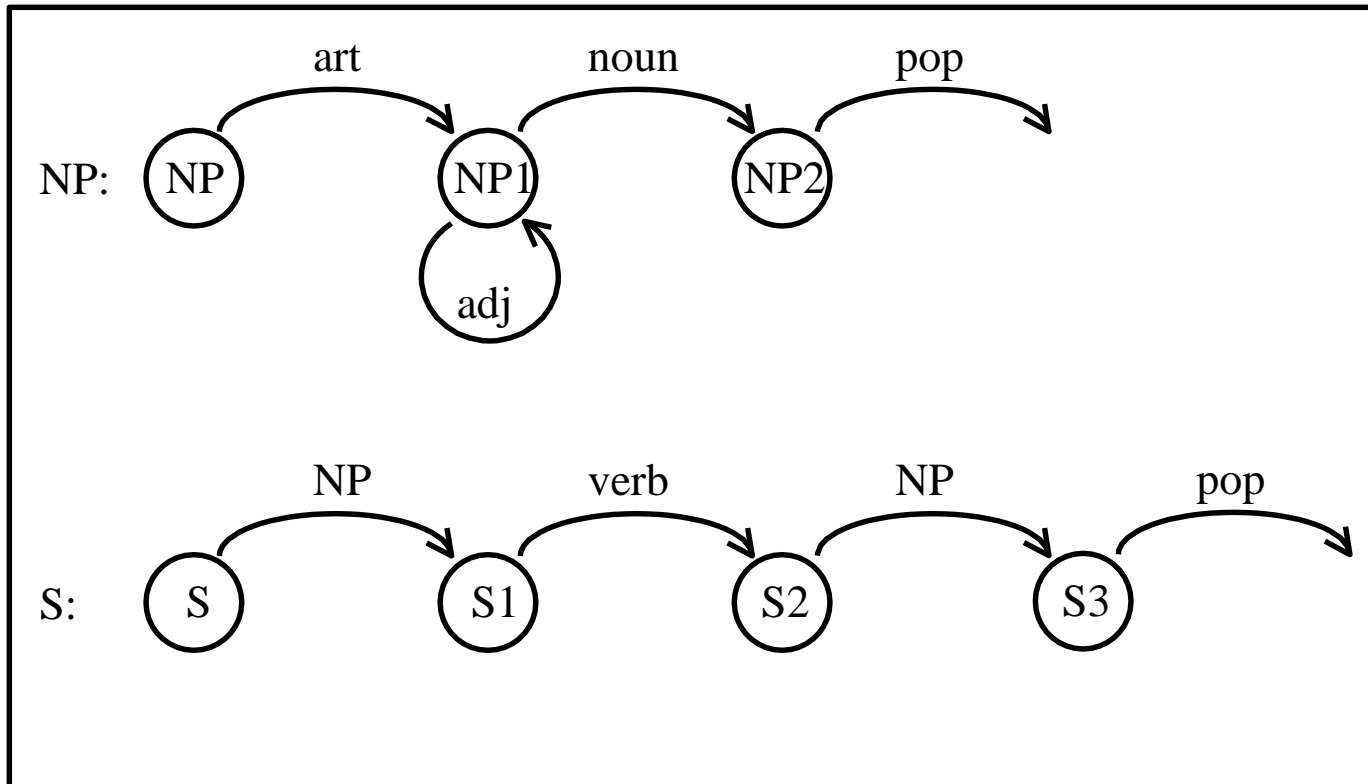 art noun pop
NP: NP NP1 NP2
adj
NP verb NP pop
S: S S1 S2 S3